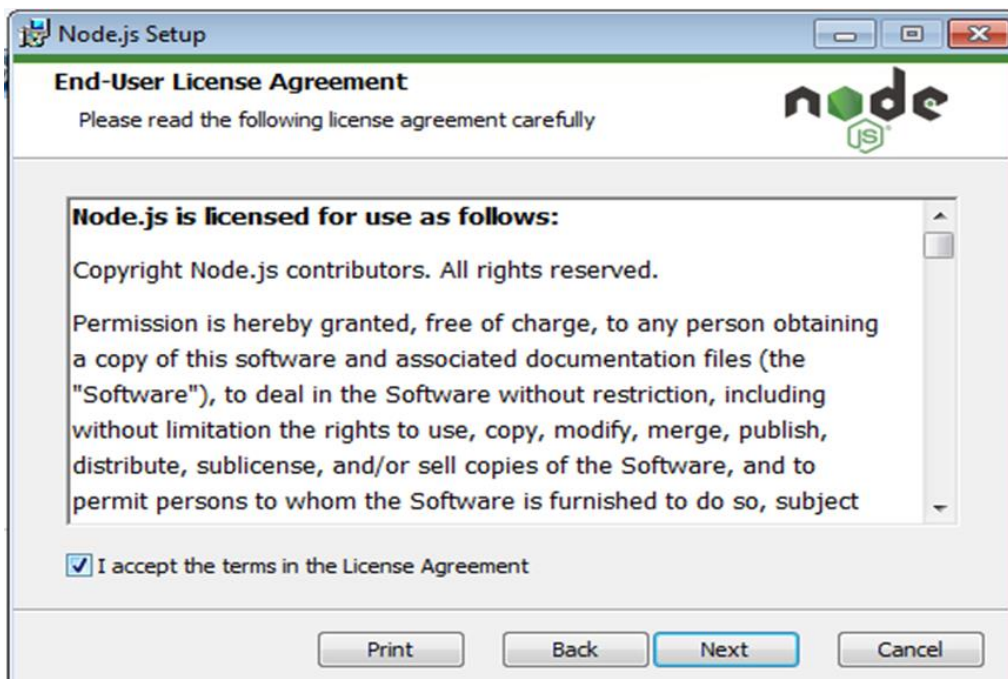 Node.js Setup
End-User License Agreement
Please read the following license agreement carefully
node
JS
Node.js is licensed for use as follows:
Copyright Node.js contributors. All rights reserved.
Permission is hereby granted, free of charge, to any person obtaining
a copy of this software and associated documentation files (the
"Software"), to deal in the Software without restriction, including
without limitation the rights to use, copy, modify, merge, publish,
distribute, sublicense, and/or sell copies of the Software, and to
permit persons to whom the Software is furnished to do so, subject
I accept the terms in the License Agreement
Print Back Next Cancel